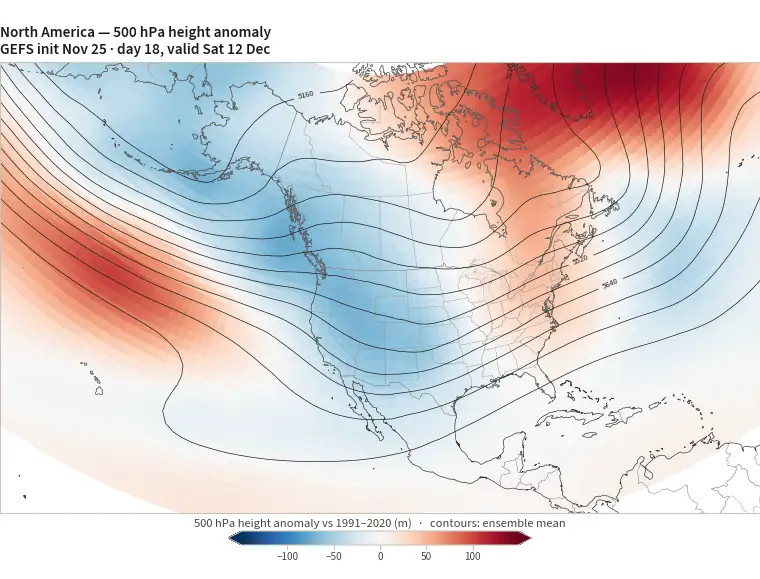 North America — 500 hPa height anomaly
GEFS init Nov 25 · day 18, valid Sat 12 Dec
5160
5520
5640
500 hPa height anomaly vs 1991–2020 (m) · contours: ensemble mean
−100 −50 0 50 100